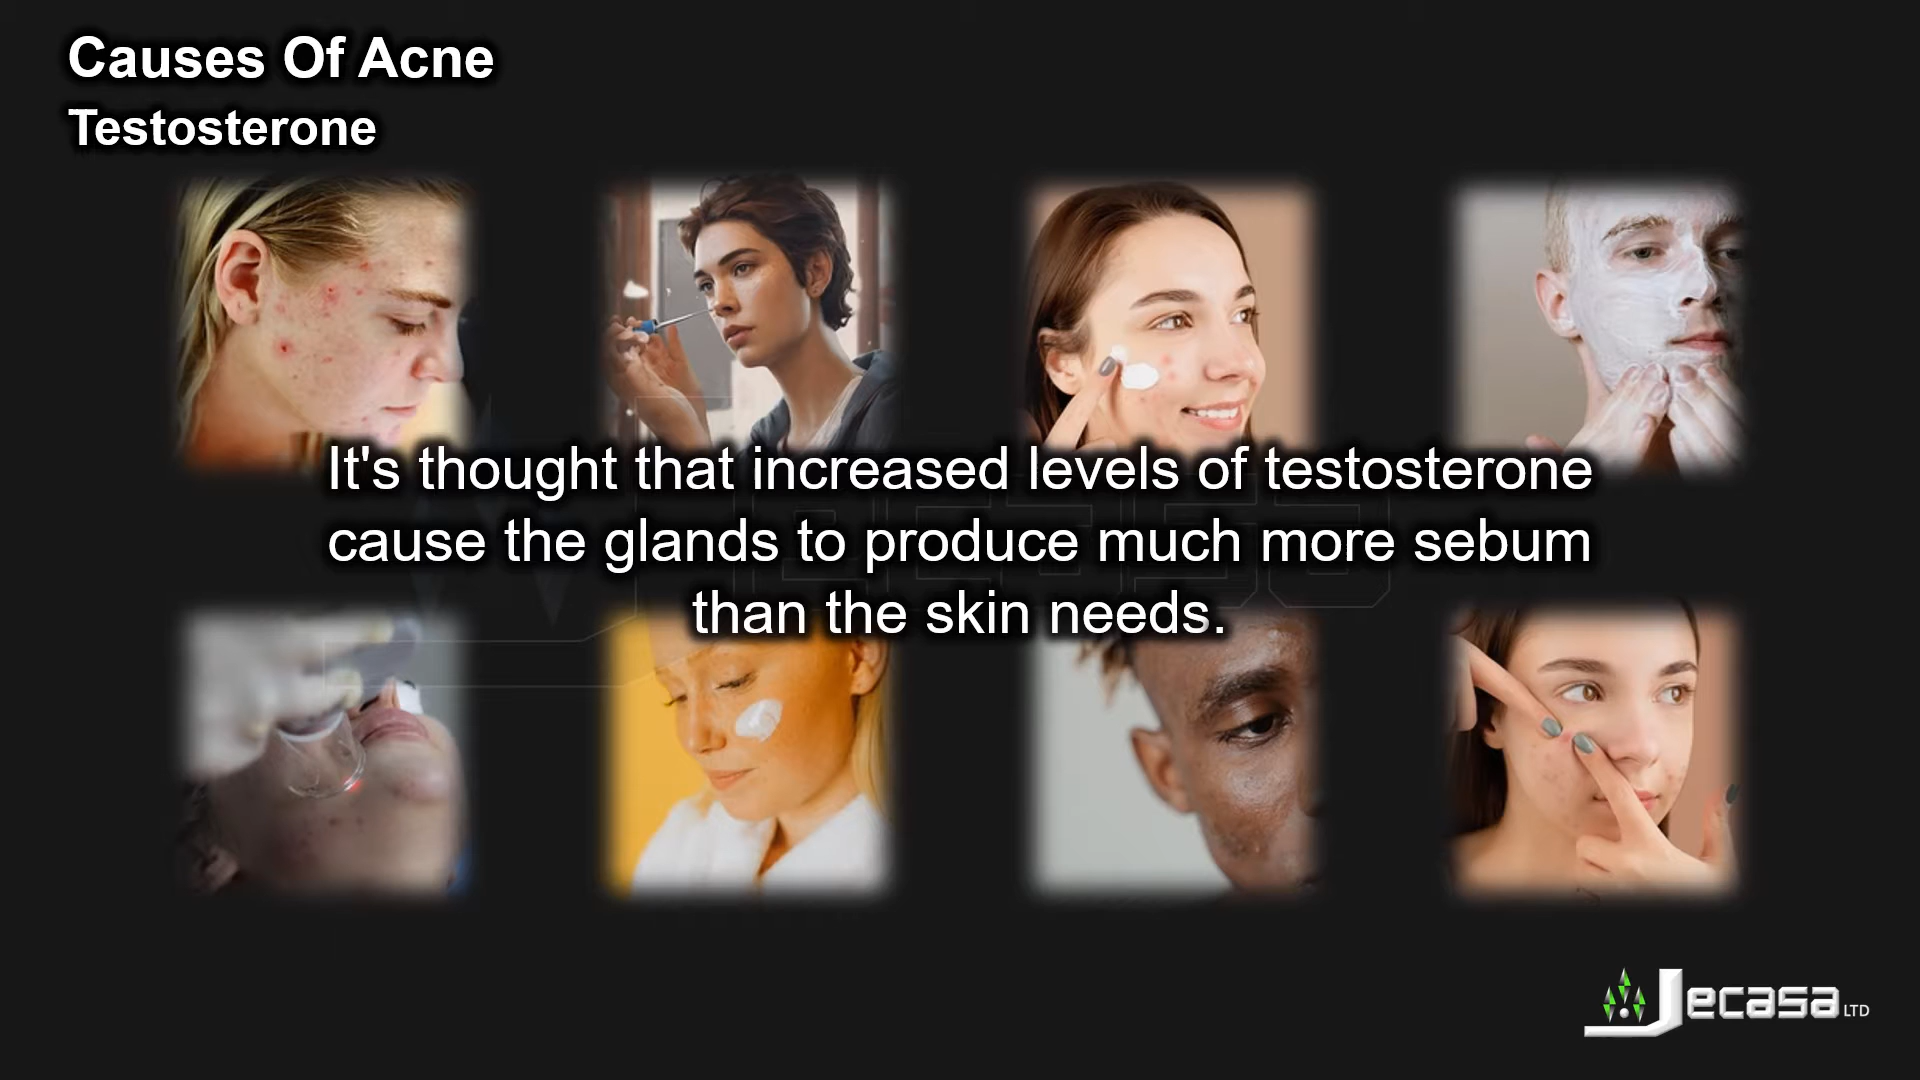 Causes Of Acne
Testosterone
It's thought that increased levels of testosterone
cause the glands to produce much more sebum
than the skin needs.
Jecasa LTD